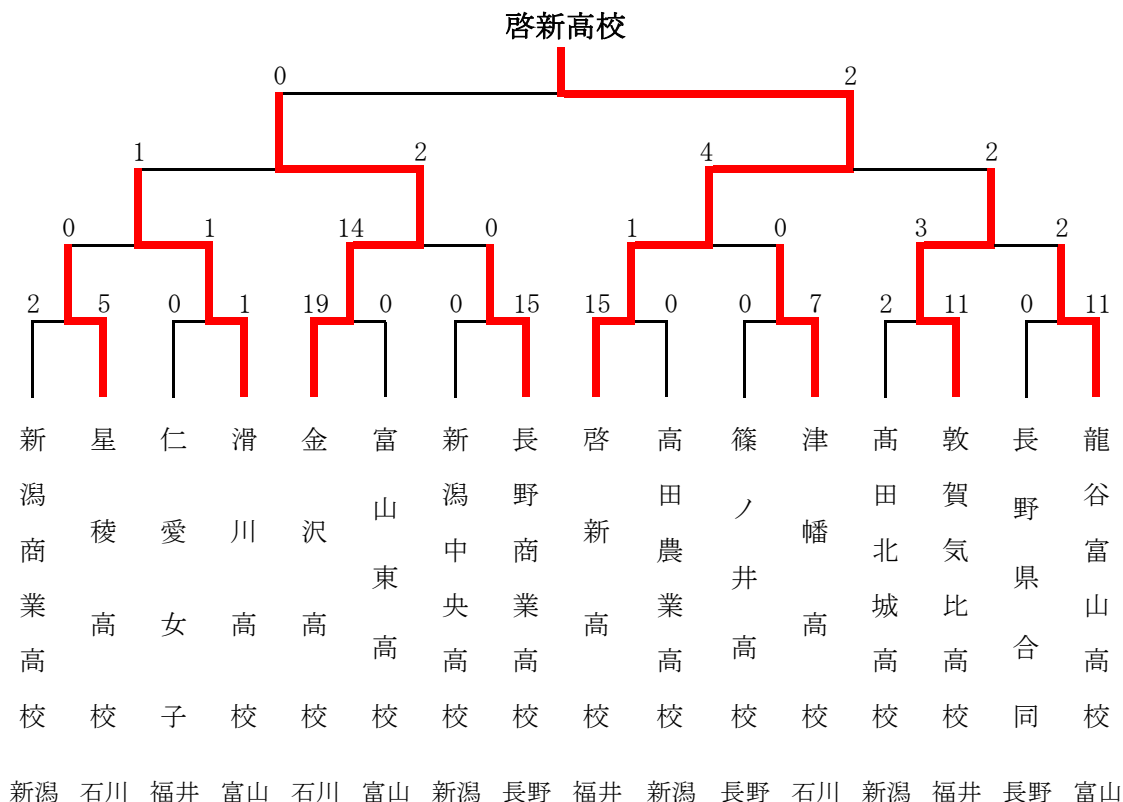 啓新高校
0 2
1 2 4 2
0 1 14 0 1 0 3 2
2 5 0 1 19 0 0 15 15 0 0 7 2 11 0 11
新潟商業高校
星稜高校
仁愛女子
滑川高校
金沢高校
富山東高校
新潟中央高校
長野商業高校
啓新高校
高田農業高校
篠ノ井高校
津幡高校
髙田北城高校
敦賀気比高校
長野県合同
龍谷富山高校
新潟 石川 福井 富山 石川 富山 新潟 長野 福井 新潟 長野 石川 新潟 福井 長野 富山